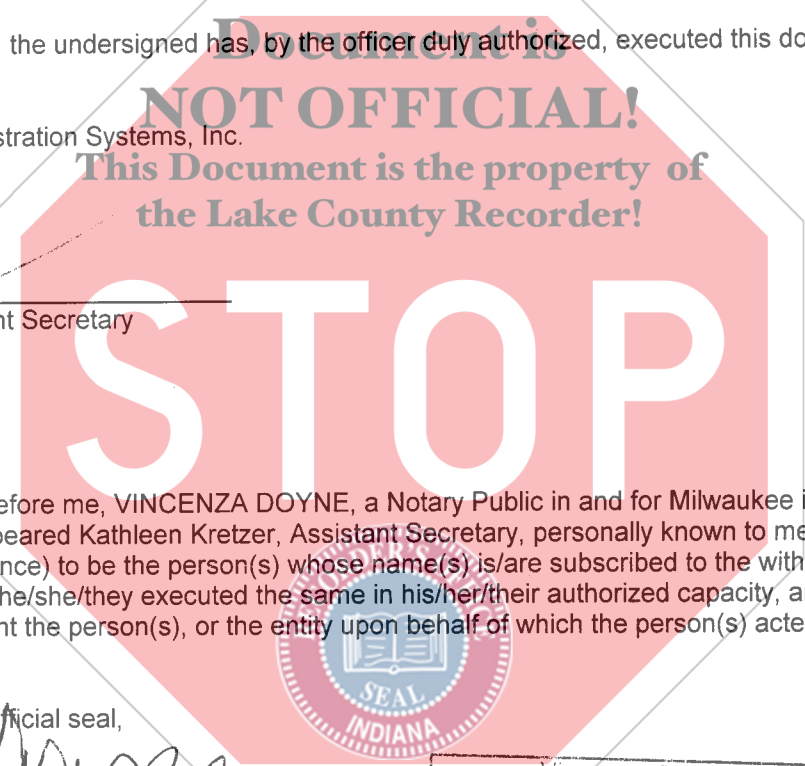 Document is
the undersigned has, by the officer duly authorized, executed this do
NOT OFFICIAL!
stration Systems, Inc.
This Document is the property of
the Lake County Recorder!
nt Secretary
STOP
efore me, VINCENZA DOYNE, a Notary Public in and for Milwaukee i
peared Kathleen Kretzer, Assistant Secretary, personally known to me
nce) to be the person(s) whose name(s) is/are subscribed to the with
he/she/they executed the same in his/her/their authorized capacity, a
nt the person(s), or the entity upon behalf of which the person(s) acte
RECORDER'S OFFICE
SEAL
INDIANA
fficial seal,